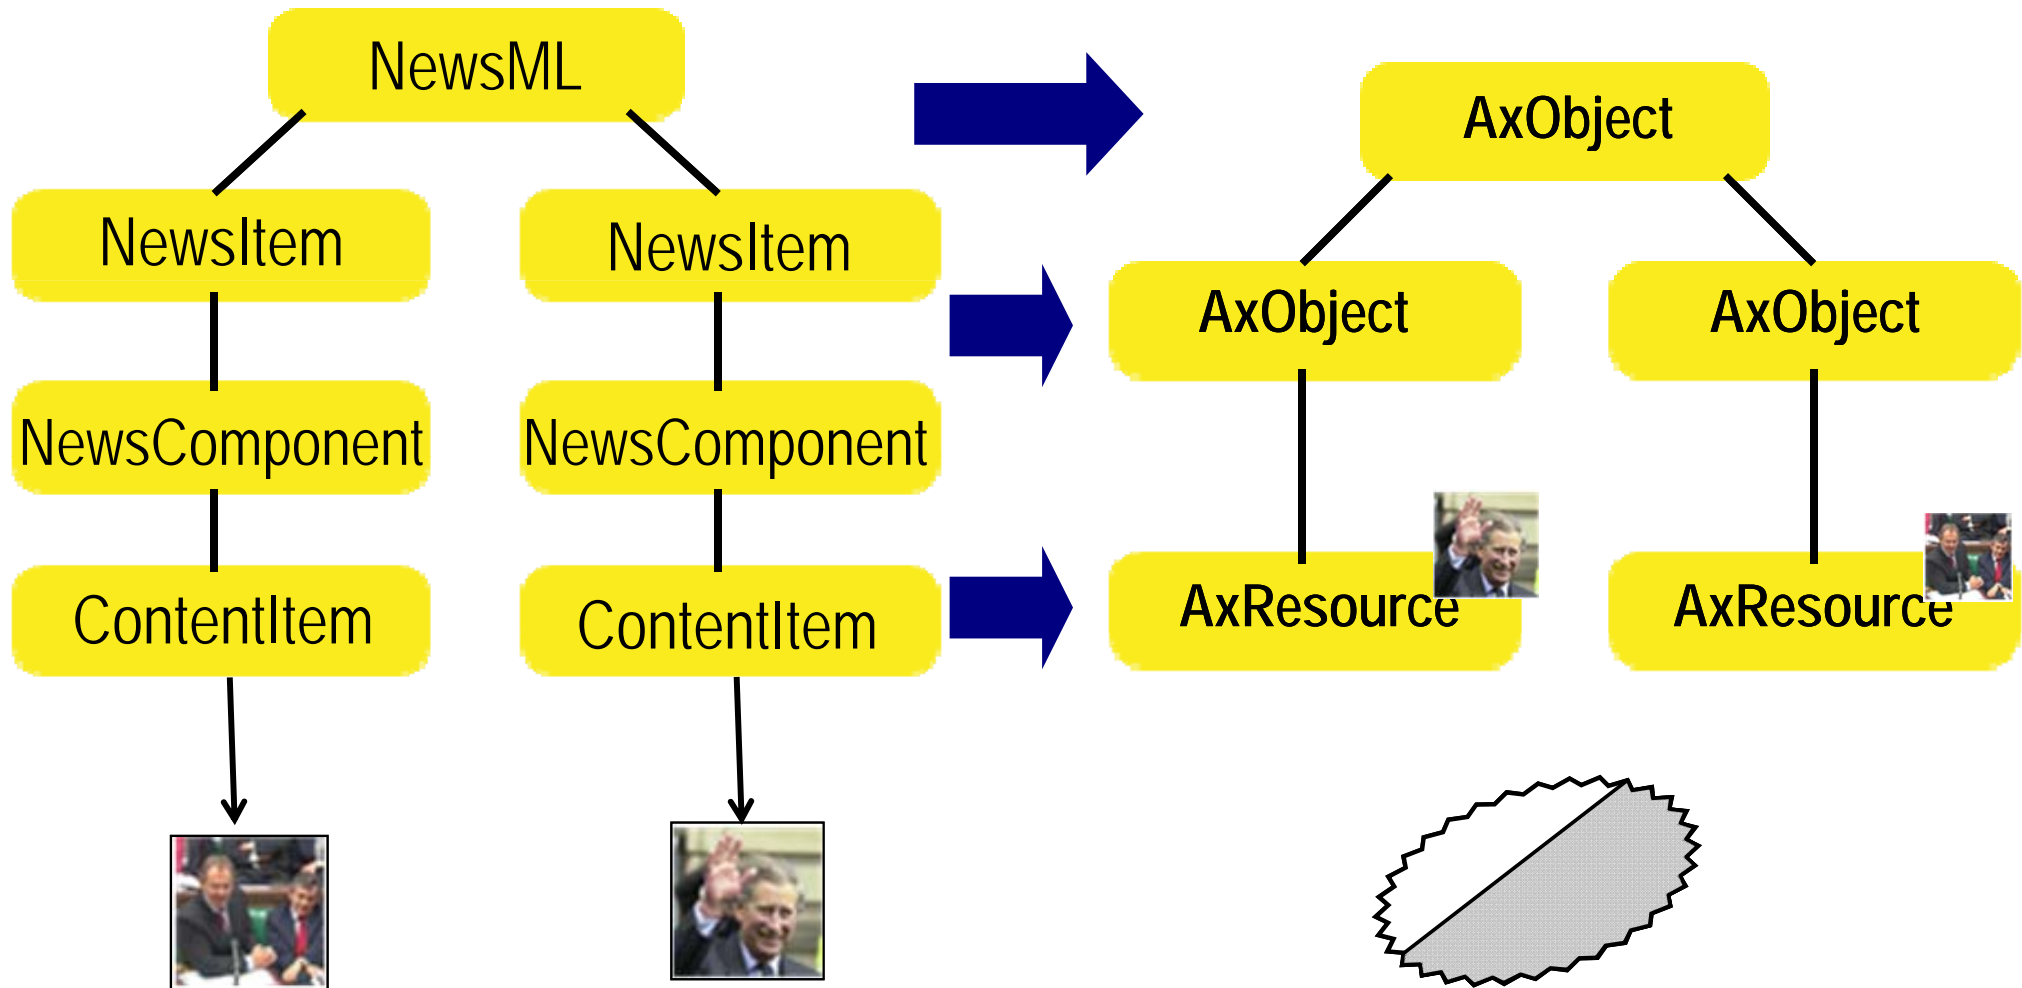 NewsML
AxObject
NewsItem
NewsItem
AxObject
AxObject
NewsComponent
NewsComponent
ContentItem
ContentItem
AxResource
AxResource